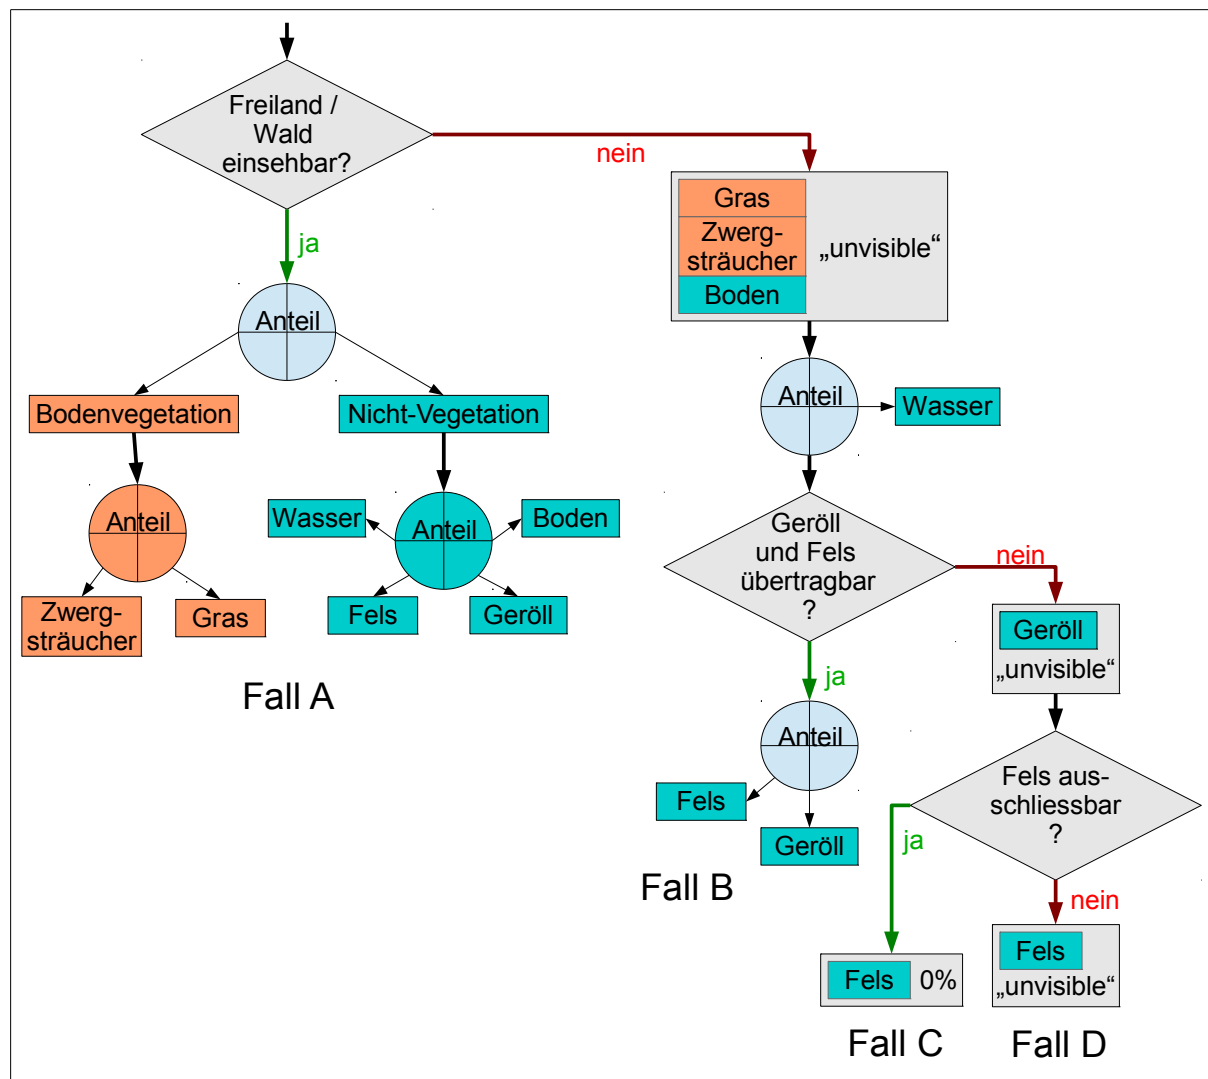 Freiland /
Wald
einsehbar?
nein
ja
Gras
Zwerg-
sträucher
Boden
„unvisible“
Anteil
Bodenvegetation
Nicht-Vegetation
Anteil
Wasser
Anteil
Zwerg-
sträucher
Gras
Wasser
Anteil
Boden
Fels
Geröll
Fall A
Geröll
und Fels
übertragbar
?
nein
ja
Geröll
„unvisible“
Anteil
Fels
Geröll
Fall B
Fels aus-
schliessbar
?
ja
nein
Fels 0%
Fall C
Fels
„unvisible“
Fall D